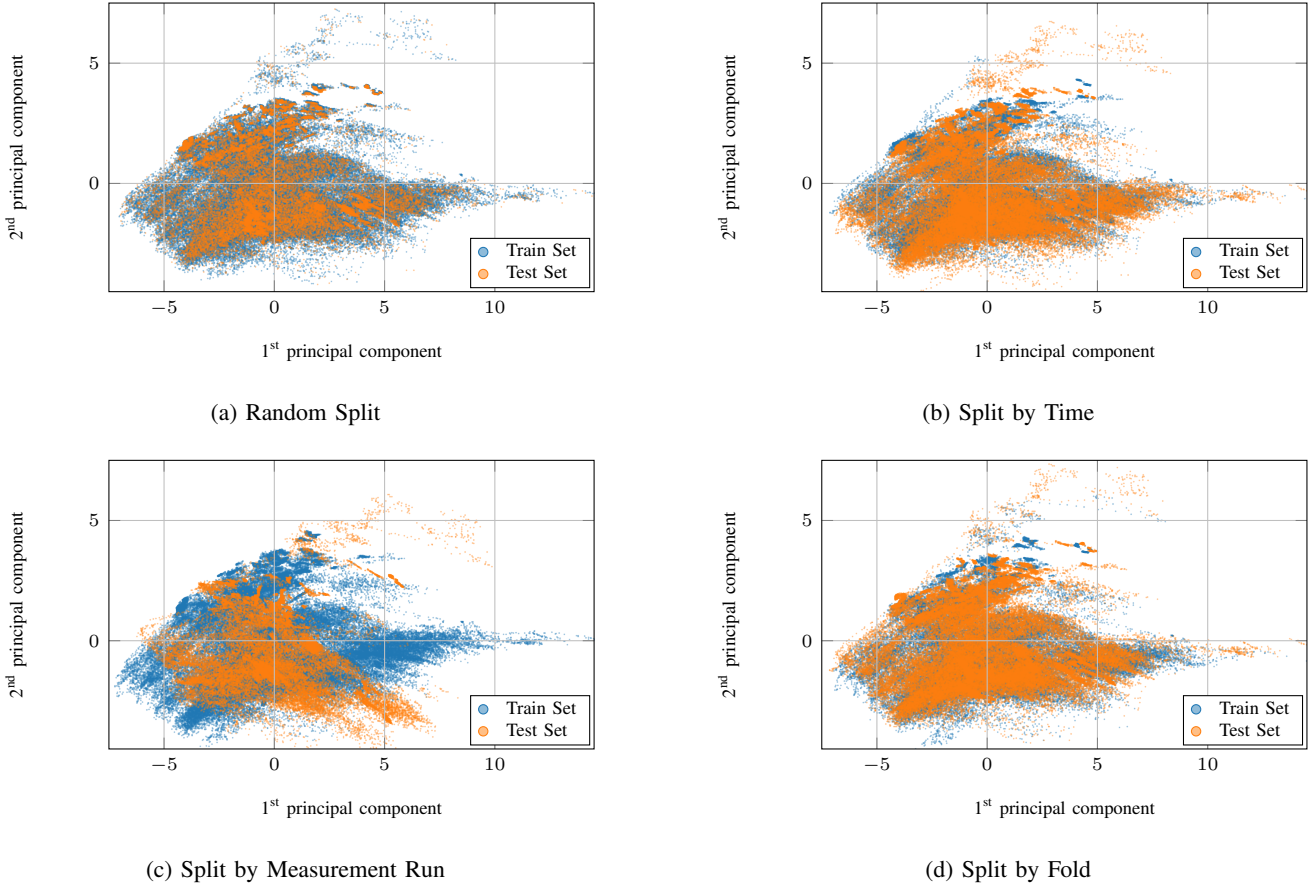 5
0
−5
0
5
10
2nd principal component
1st principal component
Train Set
Test Set
(a) Random Split
5
0
−5
0
5
10
2nd principal component
1st principal component
Train Set
Test Set
(b) Split by Time
5
0
−5
0
5
10
2nd principal component
1st principal component
Train Set
Test Set
(c) Split by Measurement Run
5
0
−5
0
5
10
2nd principal component
1st principal component
Train Set
Test Set
(d) Split by Fold